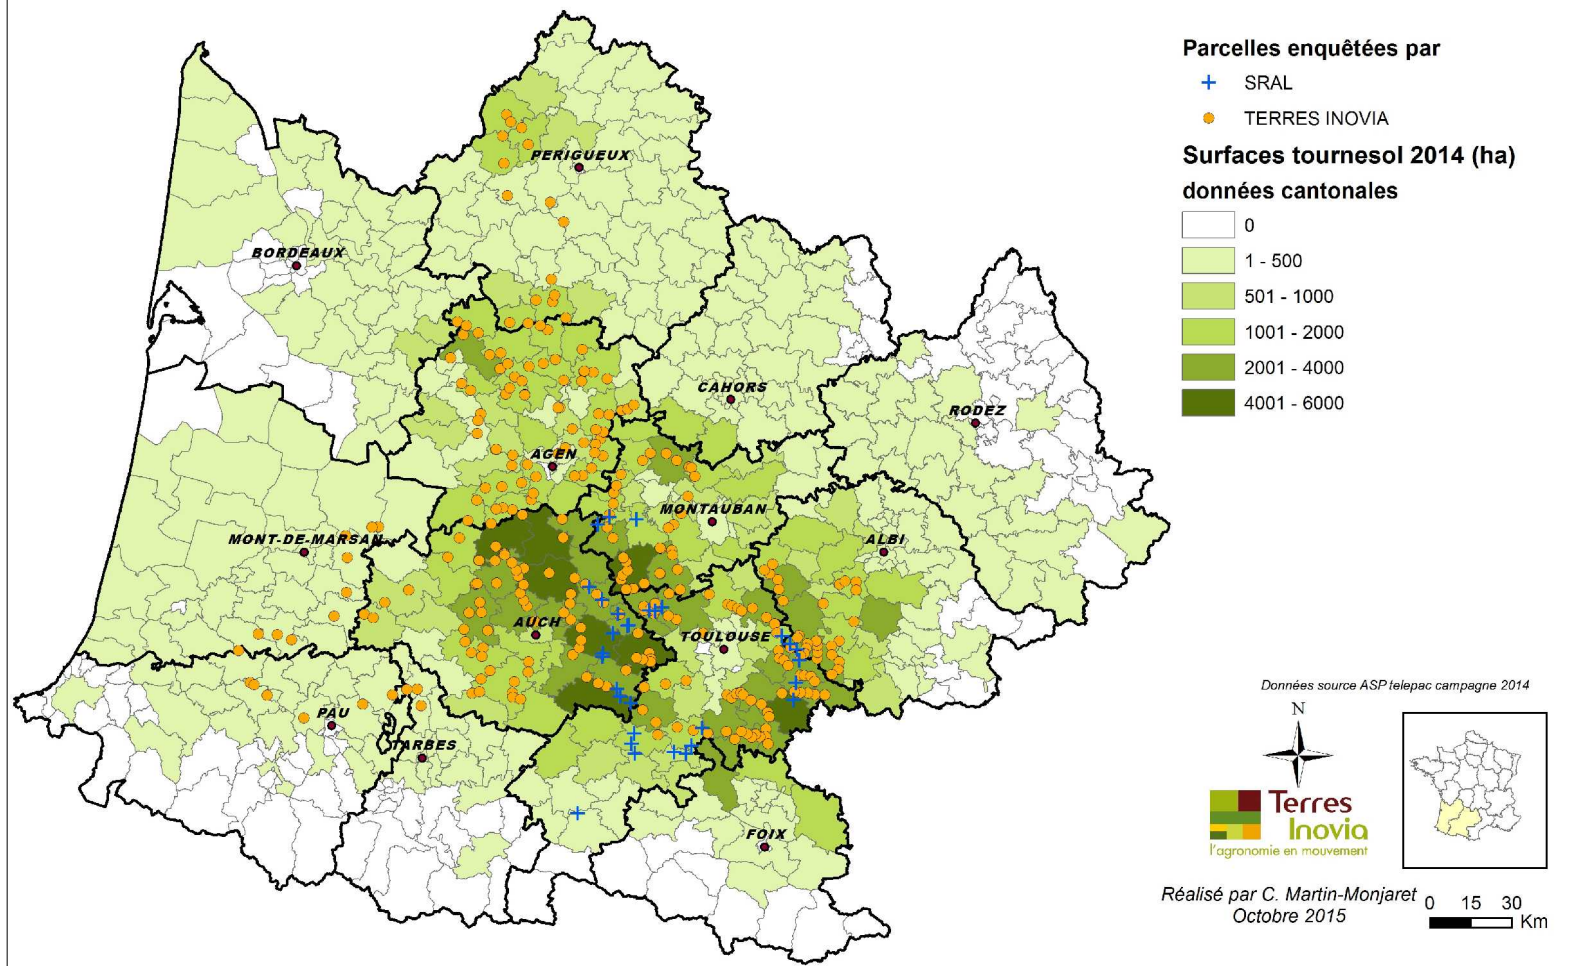 Parcelles enquêtées par
SRAL
TERRES INOVIA
Surfaces tournesol 2014 (ha)
données cantonales
0
1 - 500
501 - 1000
1001 - 2000
2001 - 4000
4001 - 6000
PERIGUEUX
BORDEAUX
CAHORS
RODEZ
AGEN
MONTAUBAN
MONT-DE-MARSAN
ALBI
AUCH
TOULOUSE
PAU
TARBES
FOIX
Données source ASP telepac campagne 2014
N
Terres
Inovia
l'agronomie en mouvement
Réalisé par C. Martin-Monjaret
Octobre 2015
0 15 30
Km